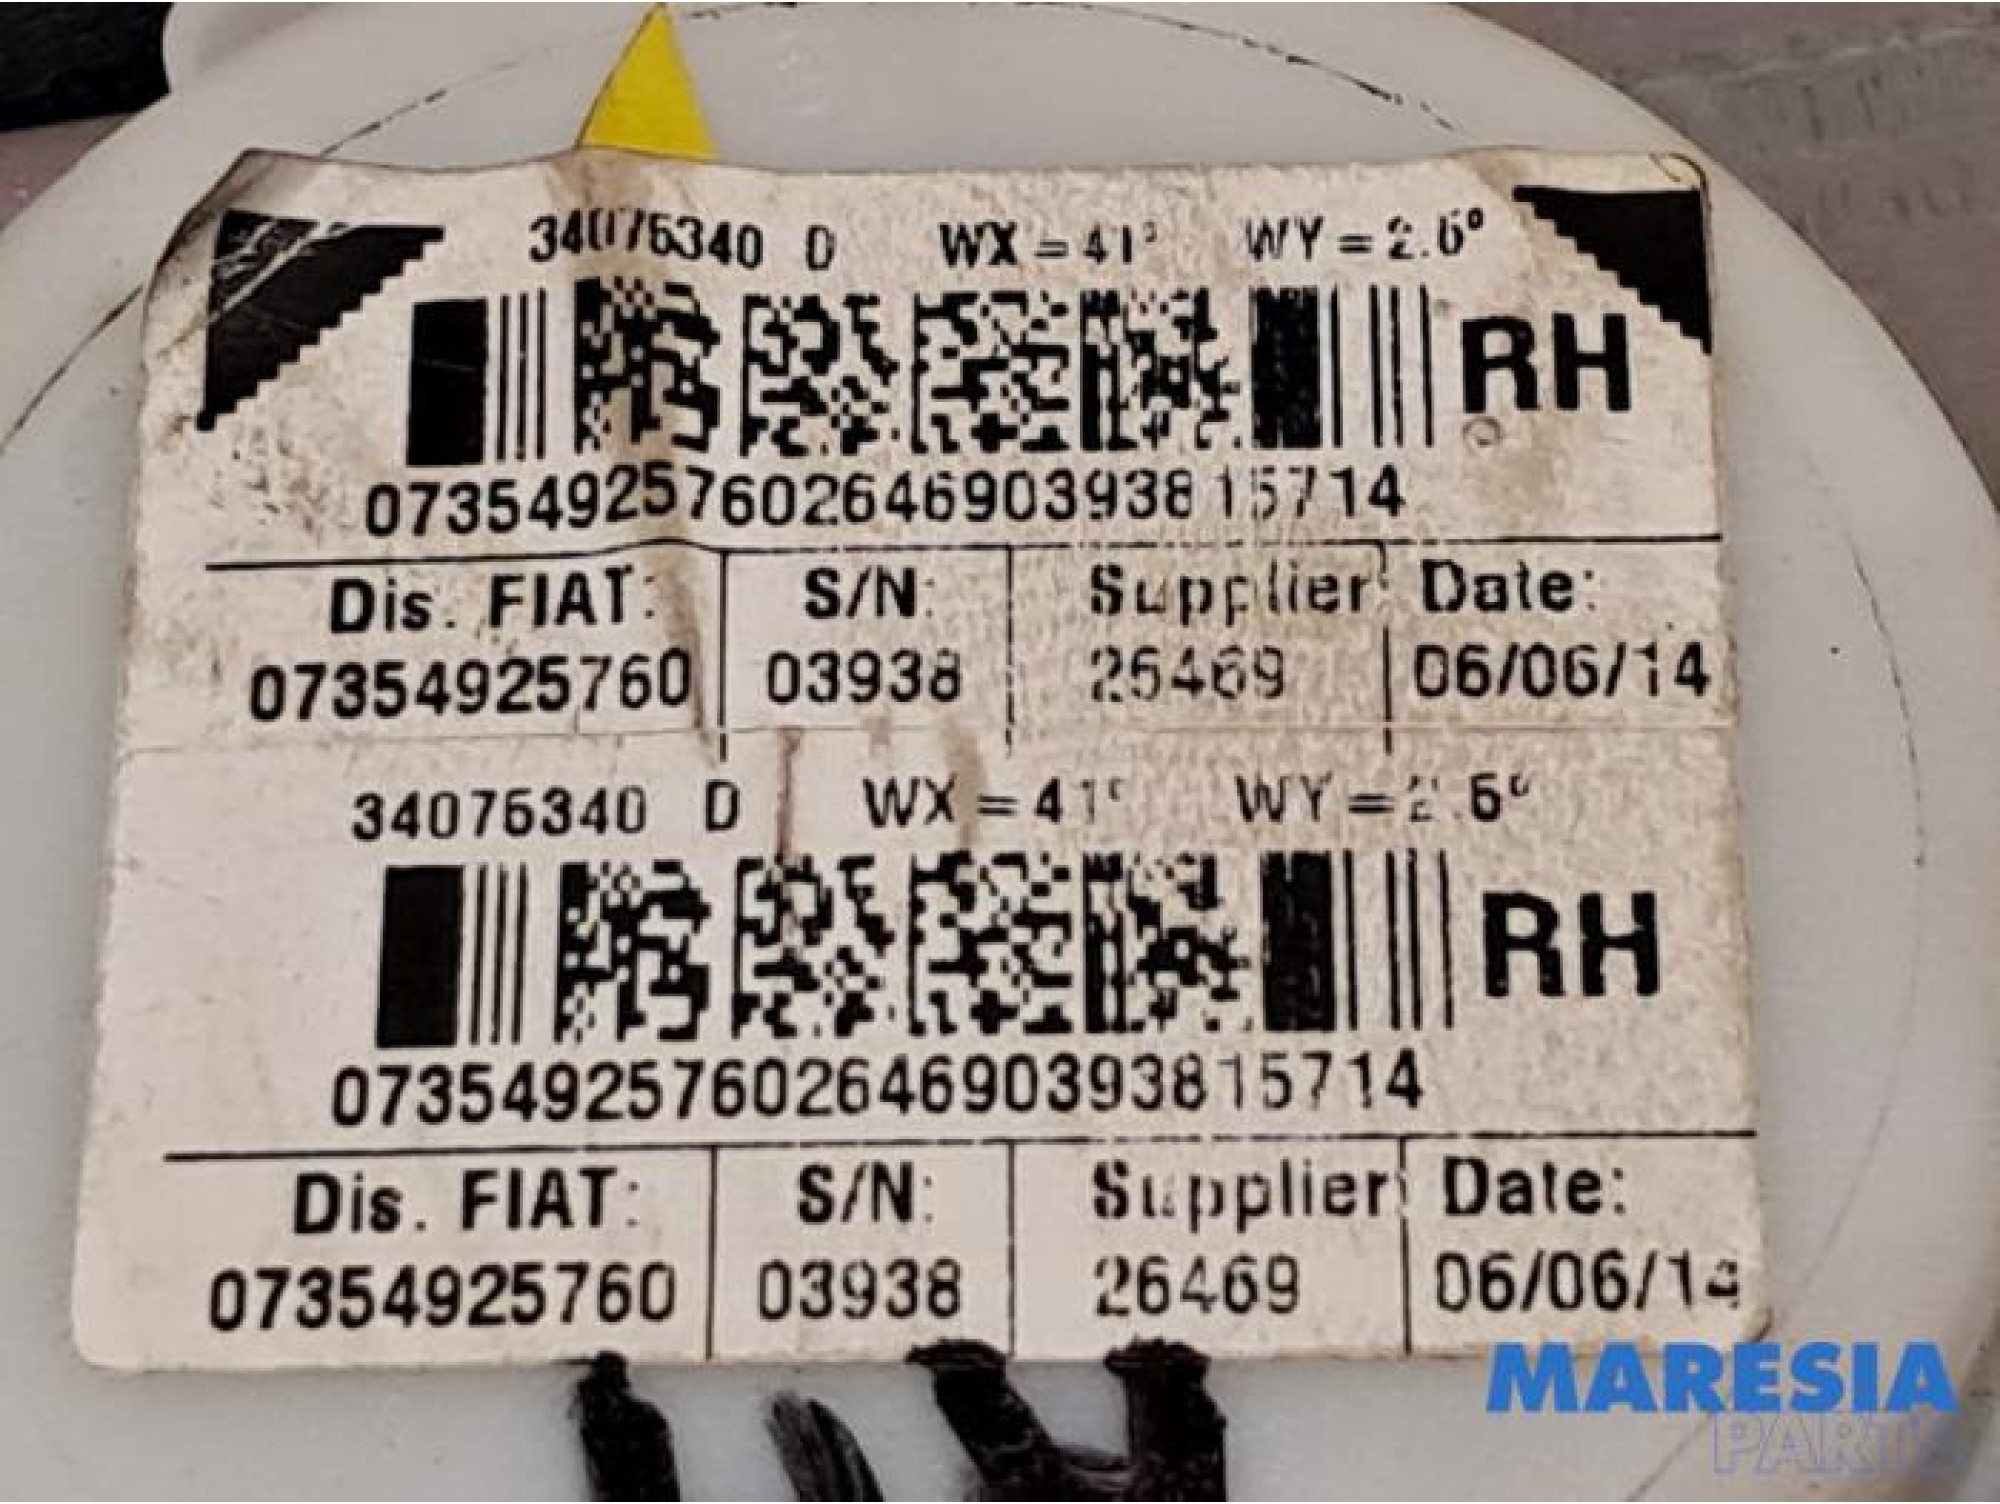 34076340 D WX = 41° WY = 2.6°
RH
07354925760264690393815714
Dis. FIAT: S/N: Supplier: Date:
07354925760 03938 26469 06/06/14
34076340 D WX = 41° WY = 2.6°
RH
07354925760264690393815714
Dis. FIAT: S/N: Supplier: Date:
07354925760 03938 26469 06/06/14
MARESIA
PARTS